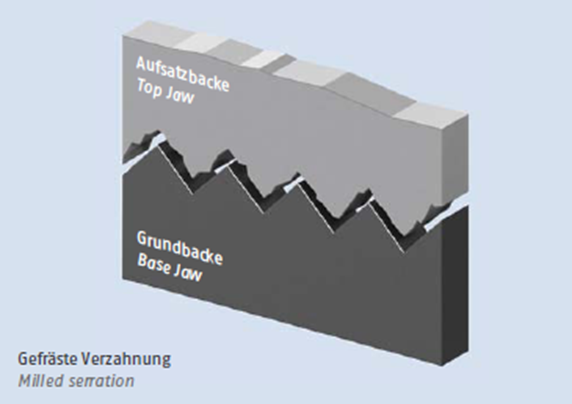 Aufsatzbacke
Top Jaw
Grundbacke
Base Jaw
Gefräste Verzahnung
Milled serration